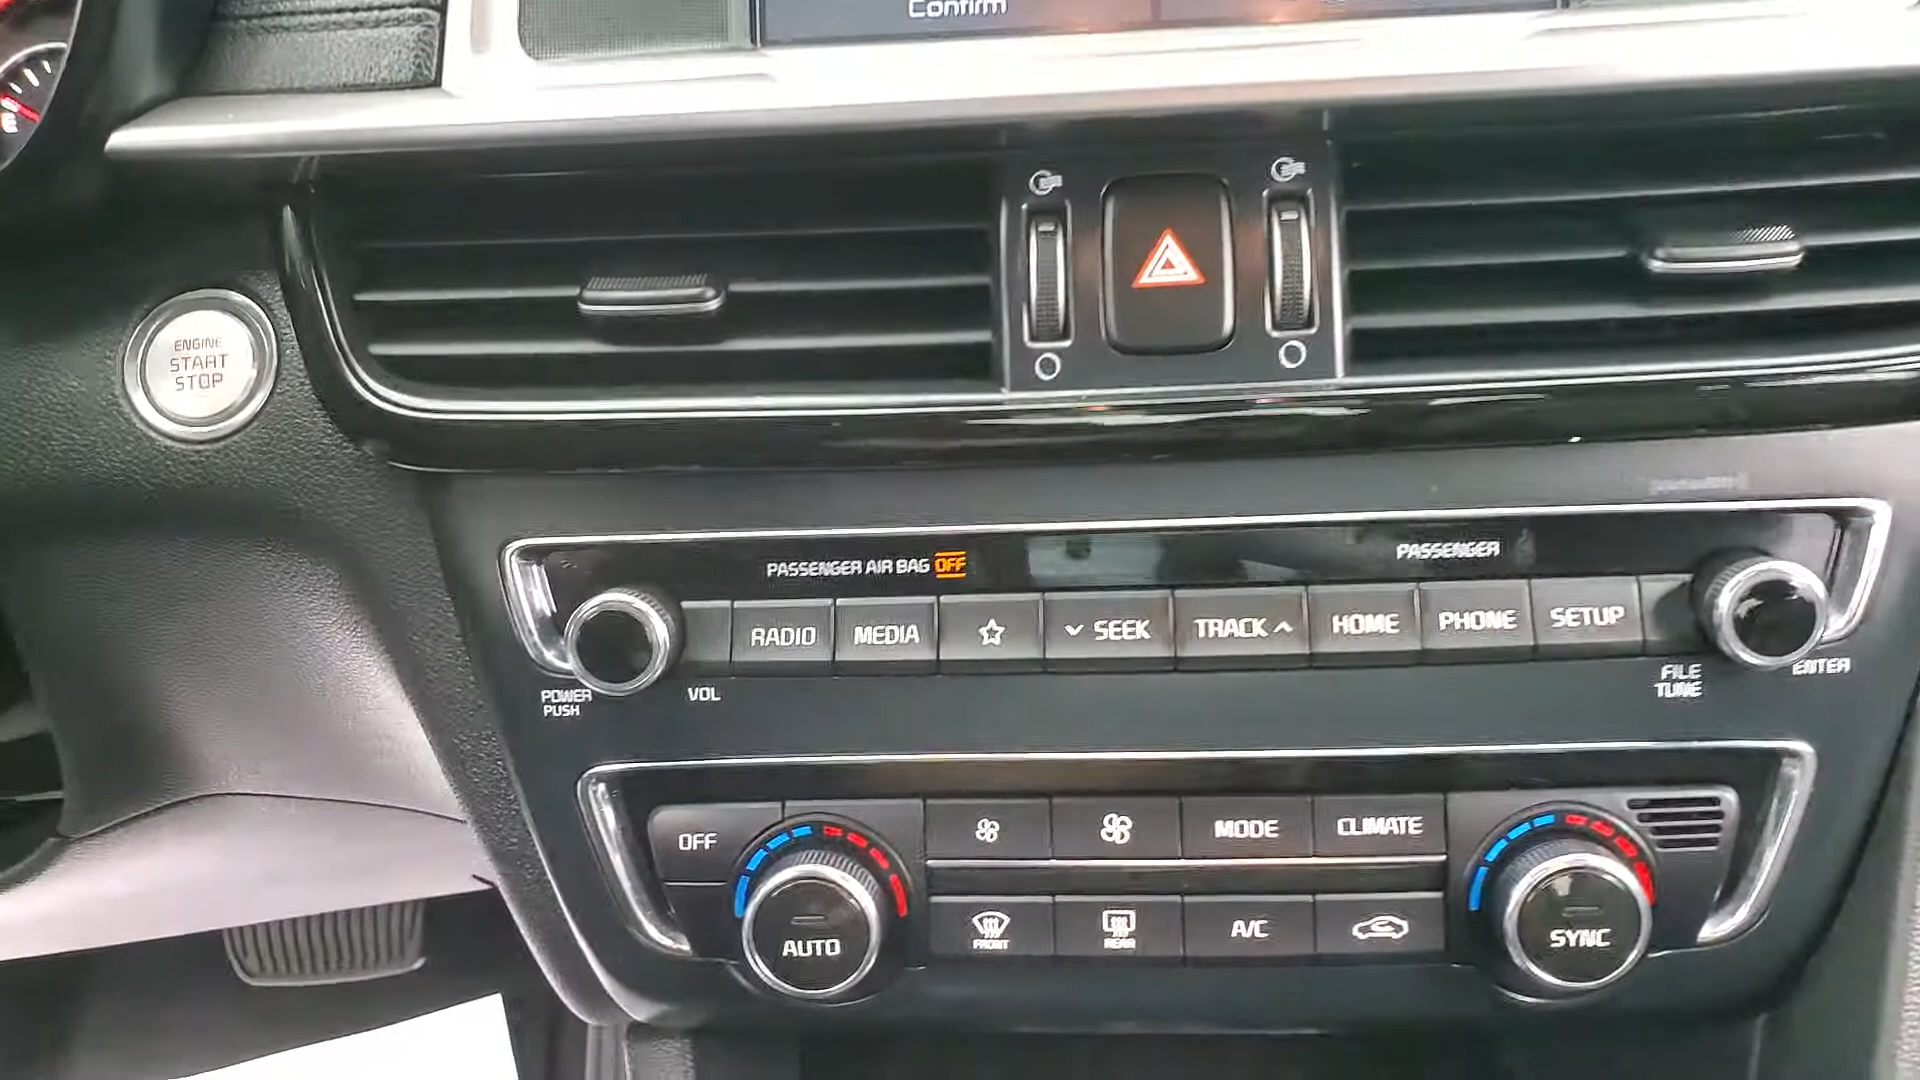 Confirm
E
ENGINE
START
STOP
PASSENGER AIR BAG OFF
PASSENGER
RADIO
MEDIA
SEEK
TRACK
HOME
PHONE
SETUP
POWER
PUSH
VOL
FILE
TUNE
ENTER
OFF
MODE
CLIMATE
AUTO
FRONT
REAR
A/C
SYNC